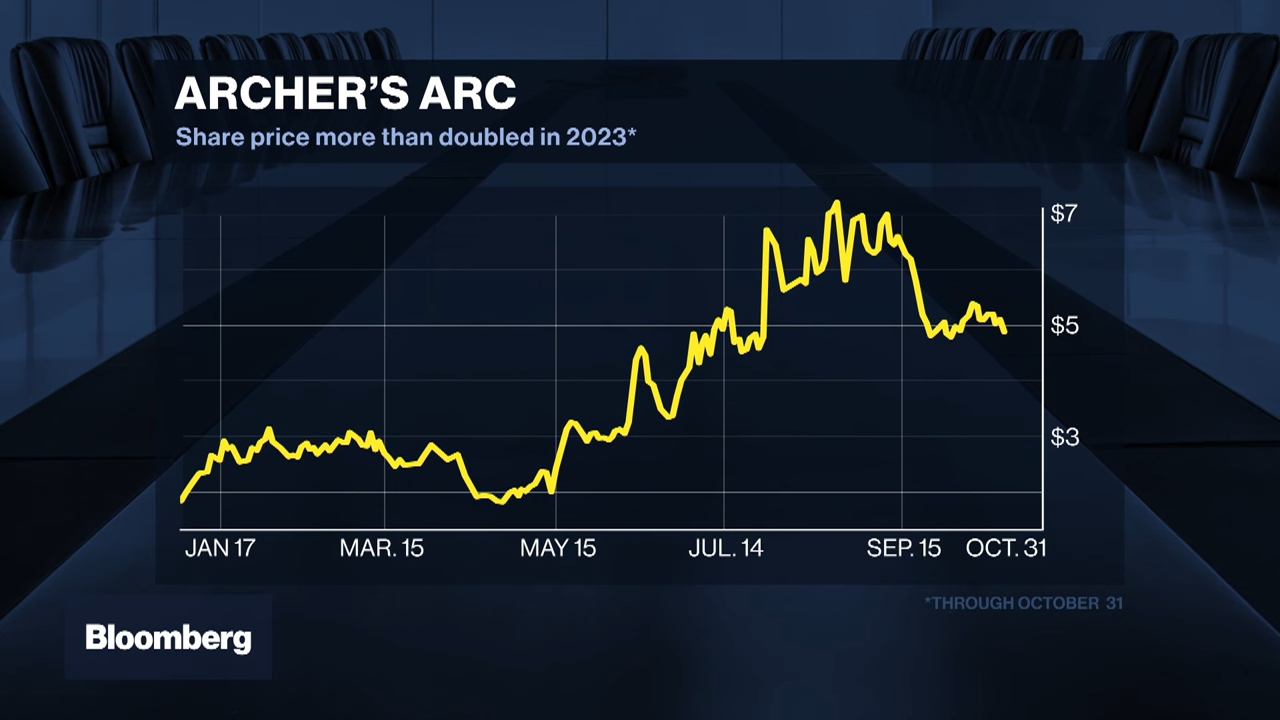 ARCHER'S ARC
Share price more than doubled in 2023*
$7
$5
$3
JAN 17 MAR. 15 MAY 15 JUL. 14 SEP. 15 OCT. 31
*THROUGH OCTOBER 31
Bloomberg